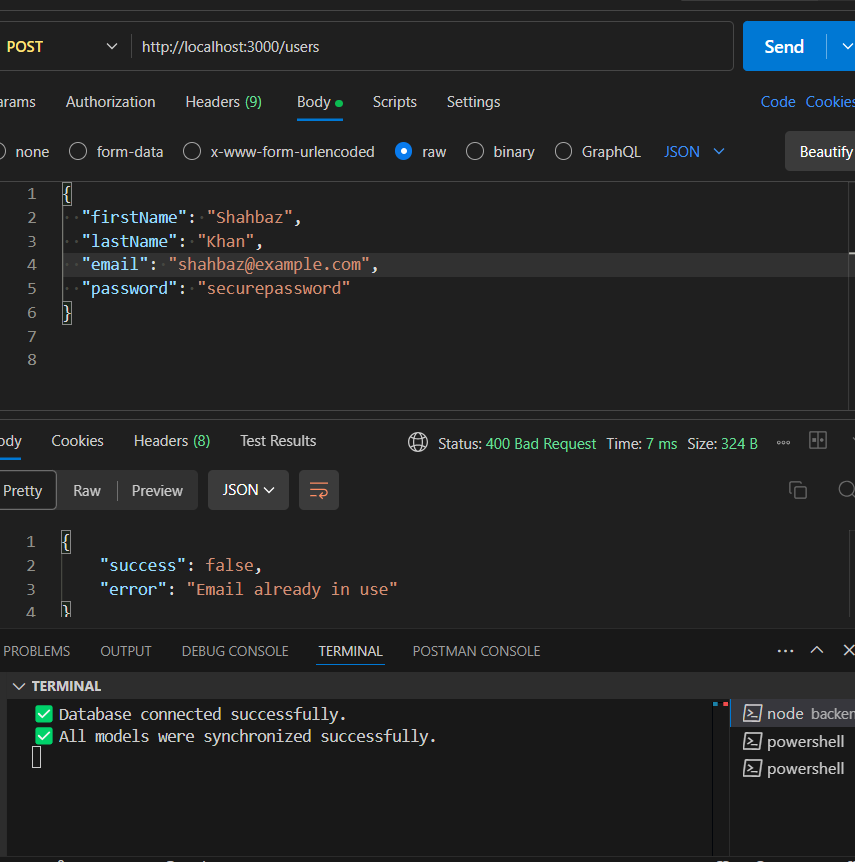 POST http://localhost:3000/users Send
arams Authorization Headers (9) Body Scripts Settings Code Cookies
none form-data x-www-form-urlencoded raw binary GraphQL JSON Beautify
1 {
2 "firstName": "Shahbaz",
3 "lastName": "Khan",
4 "email": "shahbaz@example.com",
5 "password": "securepassword"
6 }
7
8
ody Cookies Headers (8) Test Results Status: 400 Bad Request Time: 7 ms Size: 324 B
Pretty Raw Preview JSON
1 {
2 "success": false,
3 "error": "Email already in use"
4 }
PROBLEMS OUTPUT DEBUG CONSOLE TERMINAL POSTMAN CONSOLE
TERMINAL
Database connected successfully. node backen
All models were synchronized successfully. powershell
powershell